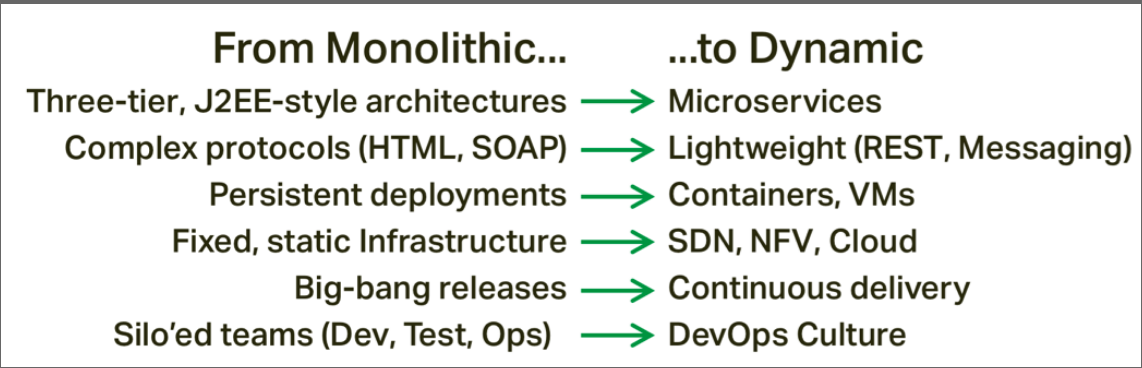 From Monolithic... ...to Dynamic
Three-tier, J2EE-style architectures → Microservices
Complex protocols (HTML, SOAP) → Lightweight (REST, Messaging)
Persistent deployments → Containers, VMs
Fixed, static Infrastructure → SDN, NFV, Cloud
Big-bang releases → Continuous delivery
Silo’ed teams (Dev, Test, Ops) → DevOps Culture